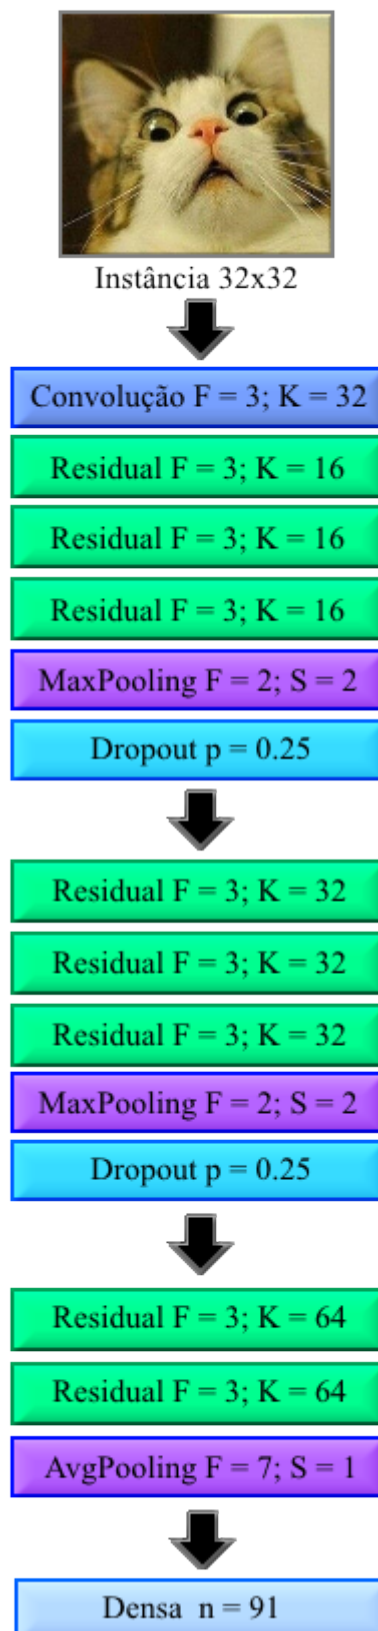 Instância 32x32
Convolução F = 3; K = 32
Residual F = 3; K = 16
Residual F = 3; K = 16
Residual F = 3; K = 16
MaxPooling F = 2; S = 2
Dropout p = 0.25
Residual F = 3; K = 32
Residual F = 3; K = 32
Residual F = 3; K = 32
MaxPooling F = 2; S = 2
Dropout p = 0.25
Residual F = 3; K = 64
Residual F = 3; K = 64
AvgPooling F = 7; S = 1
Densa n = 91